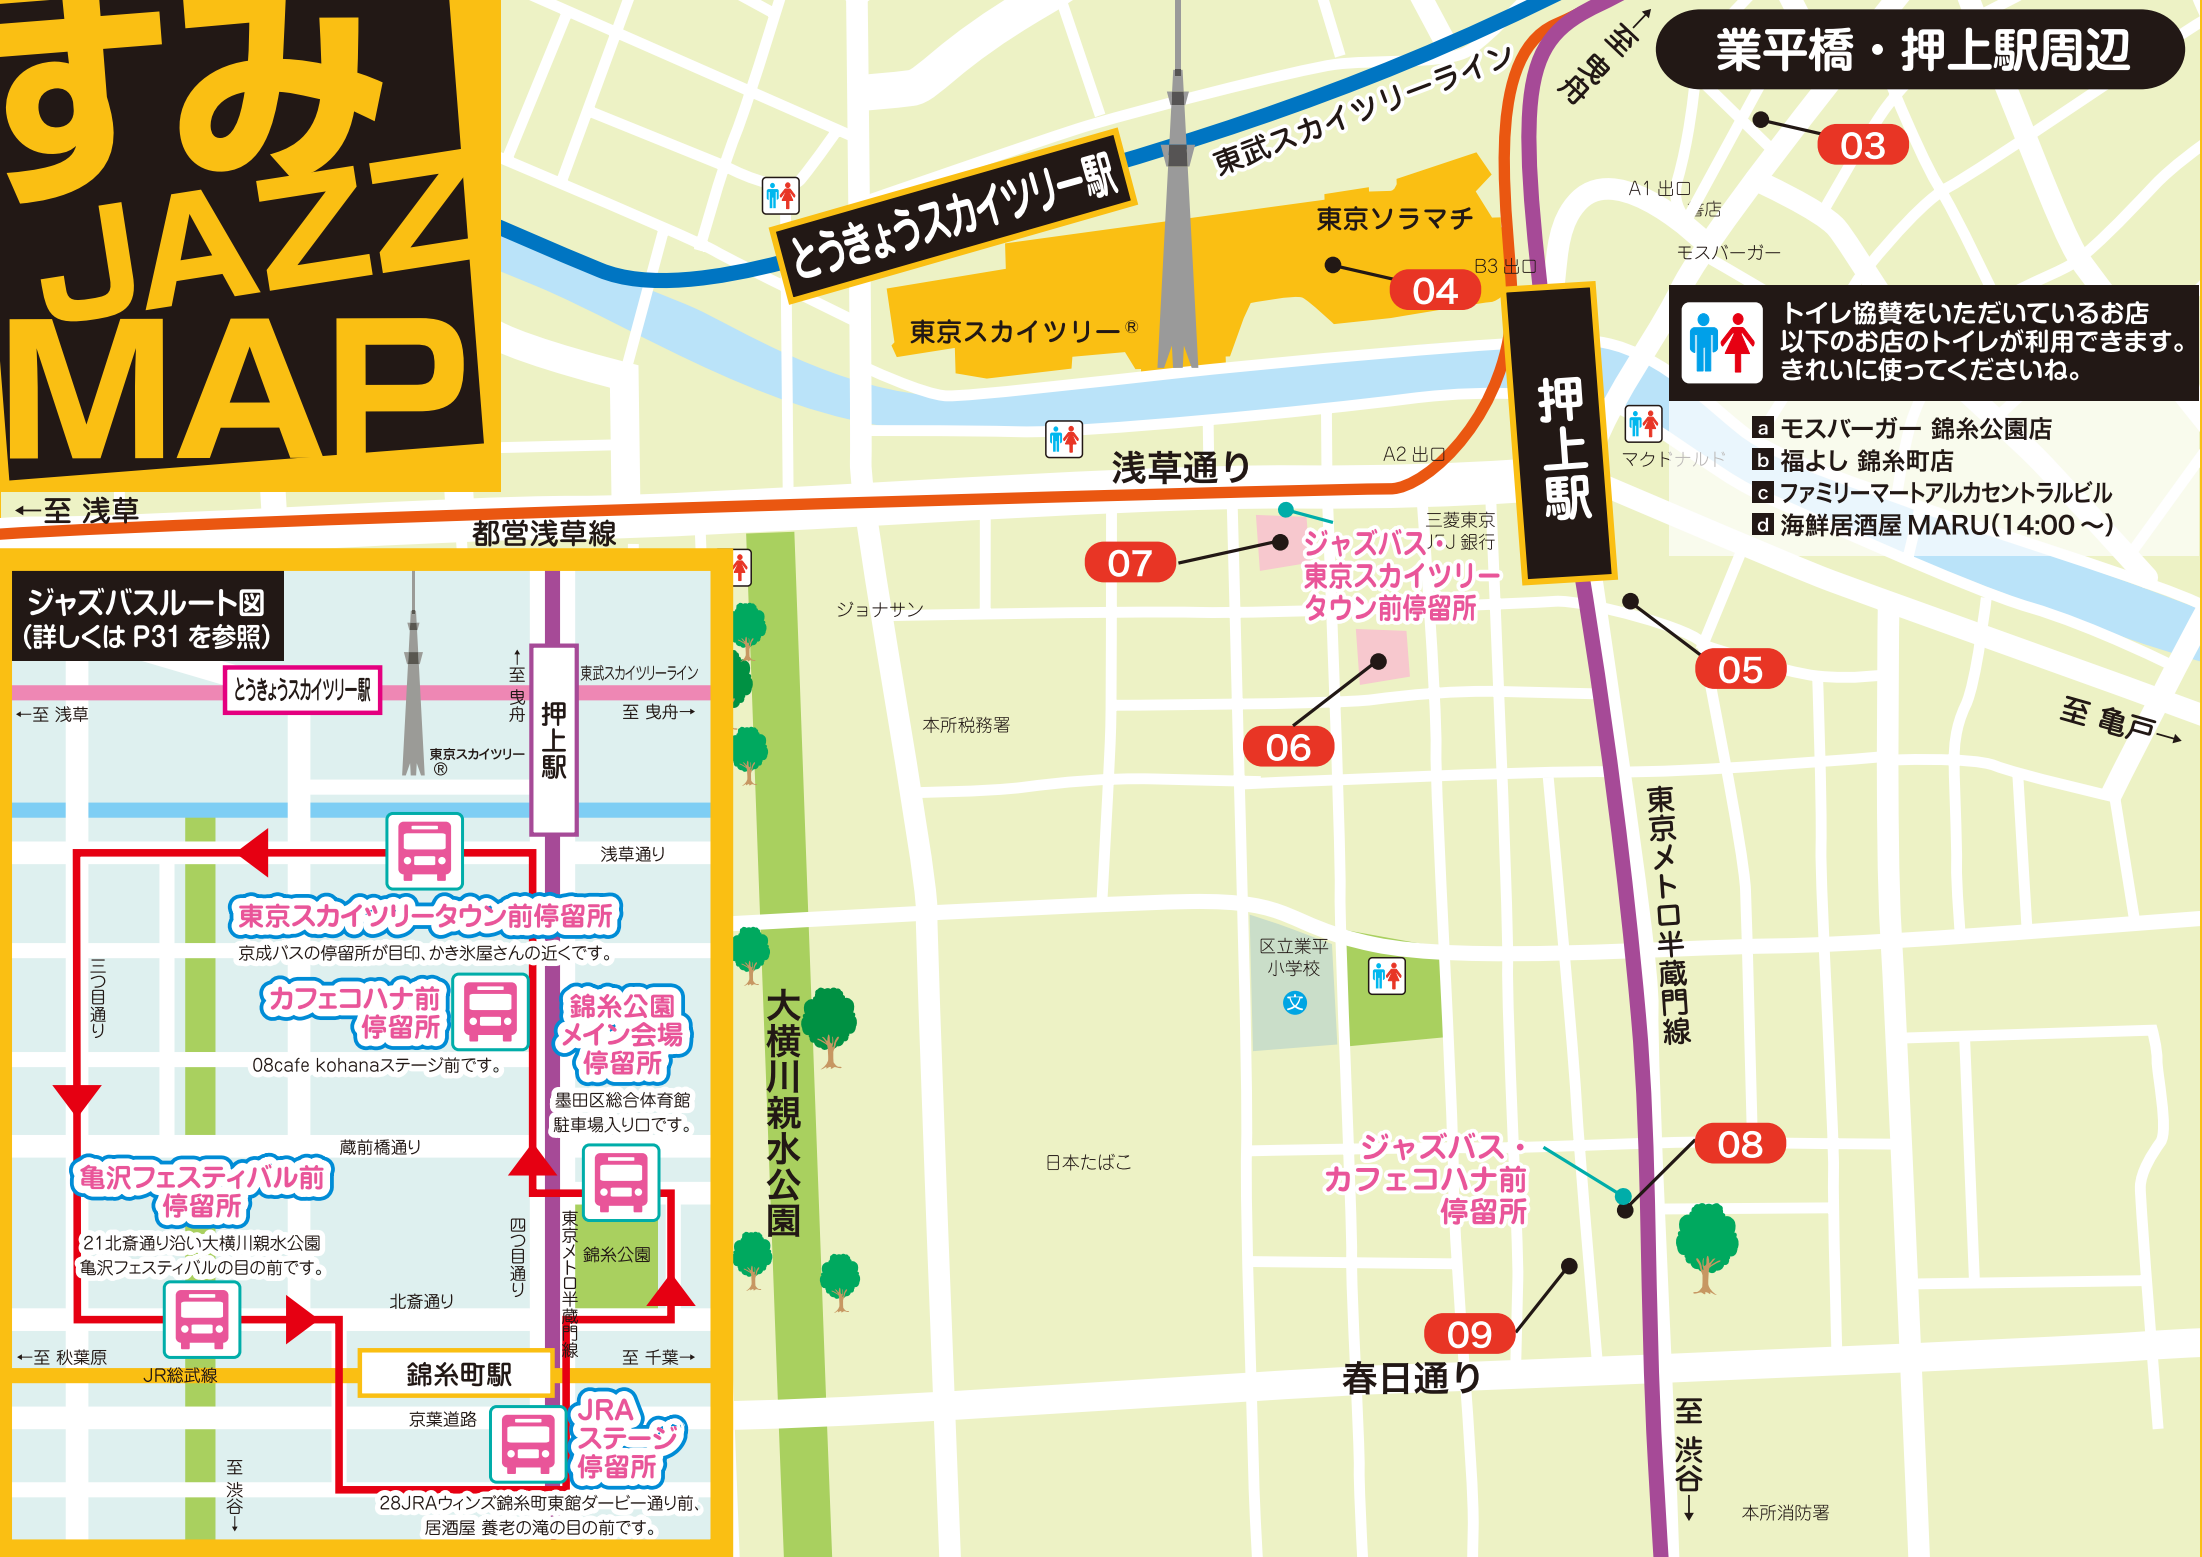 すみ
JAZZ
MAP
業平橋・押上駅周辺
至 曳舟
東武スカイツリーライン
とうきょうスカイツリー駅
東京ソラマチ
東京スカイツリー®
03
04
A1 出口
書店
モスバーガー
B3 出口
押上駅
トイレ協賛をいただいているお店
以下のお店のトイレが利用できます。
きれいに使ってくださいね。
a モスバーガー 錦糸公園店
b 福よし 錦糸町店
c ファミリーマートアルカセントラルビル
d 海鮮居酒屋 MARU(14:00 〜)
マクドナルド
A2 出口
浅草通り
←至 浅草
都営浅草線
三菱東京
UFJ 銀行
07
ジャズバス・
東京スカイツリー
タウン前停留所
05
06
ジョナサン
本所税務署
至 亀戸→
東京メトロ半蔵門線
区立業平
小学校
文
大横川親水公園
日本たばこ
ジャズバス・
カフェコハナ前
停留所
08
09
春日通り
至 渋谷→
本所消防署
ジャズバスルート図
(詳しくは P31 を参照)
とうきょうスカイツリー駅
←至 浅草
東京スカイツリー
®
←至 曳舟
押上駅
東武スカイツリーライン
至 曳舟→
浅草通り
東京スカイツリータウン前停留所
京成バスの停留所が目印、かき氷屋さんの近くです。
三つ目通り
カフェコハナ前
停留所
08cafe kohanaステージ前です。
錦糸公園
メイン会場
停留所
墨田区総合体育館
駐車場入り口です。
蔵前橋通り
亀沢フェスティバル前
停留所
21北斎通り沿い大横川親水公園
亀沢フェスティバルの目の前です。
四つ目通り
東京メトロ半蔵門線
錦糸公園
北斎通り
←至 秋葉原
JR総武線
錦糸町駅
至 千葉→
京葉道路
JRA
ステージ
停留所
至 渋谷→
28JRAウィンズ錦糸町東館ダービー通り前、
居酒屋 養老の滝の目の前です。